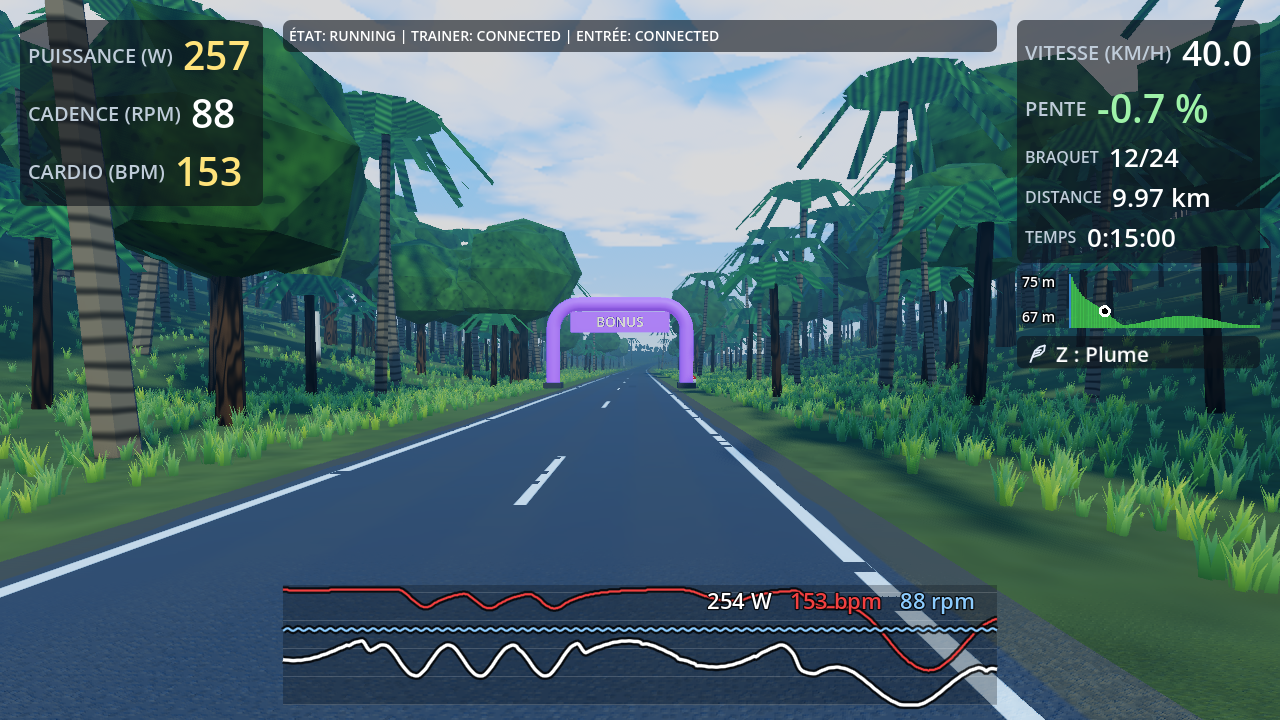 PUISSANCE (W) 257
CADENCE (RPM) 88
CARDIO (BPM) 153
ÉTAT: RUNNING | TRAINER: CONNECTED | ENTRÉE: CONNECTED
VITESSE (KM/H) 40.0
PENTE -0.7 %
BRAQUET 12/24
DISTANCE 9.97 km
TEMPS 0:15:00
75 m
67 m
Z : Plume
BONUS
254 W 153 bpm 88 rpm